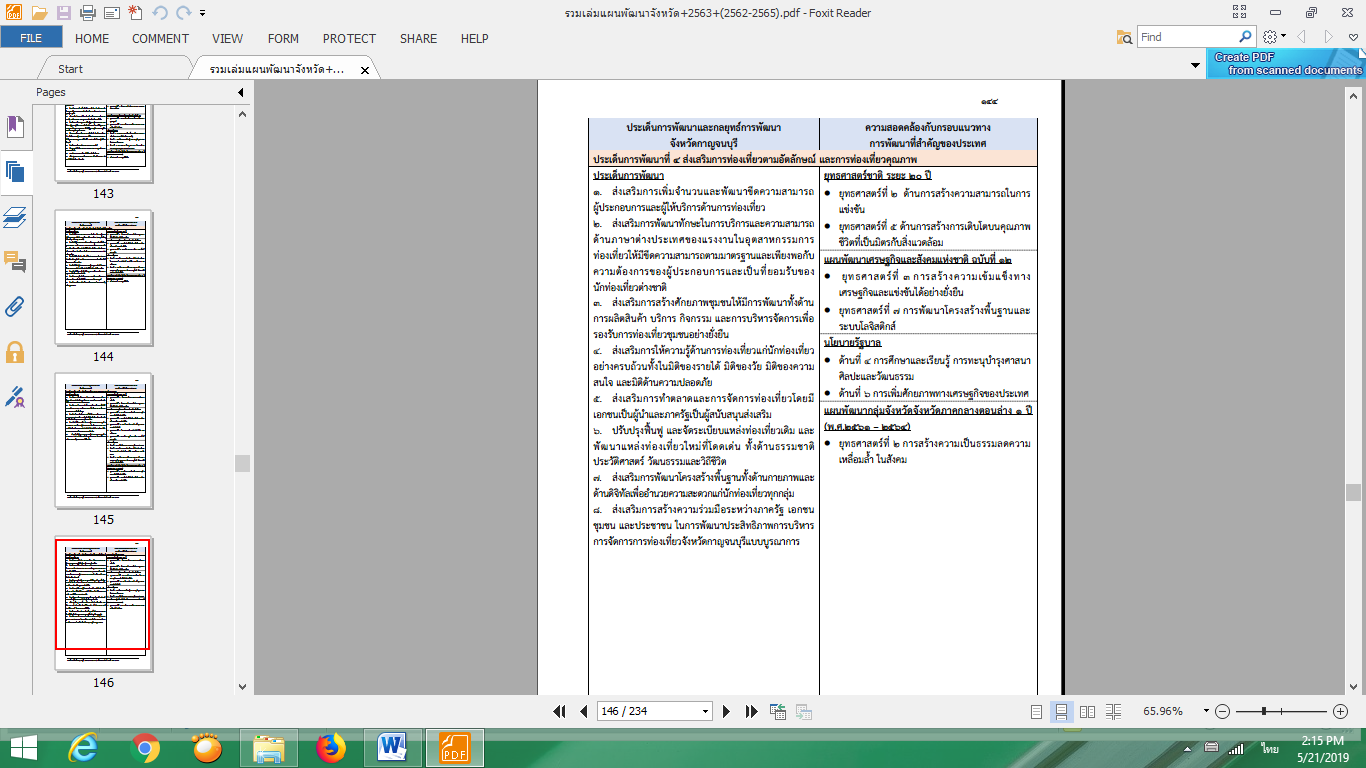 รวมเล่มแผนพัฒนาจังหวัด+2563+(2562-2565).pdf - Foxit Reader
FILE HOME COMMENT VIEW FORM PROTECT SHARE HELP
Find
Start
รวมเล่มแผนพัฒนาจังหวัด+...
Create PDF
from scanned documents
Pages
143
144
145
146
๑๔๔
ประเด็นการพัฒนาและกลยุทธ์การพัฒนา
จังหวัดกาญจนบุรี
ความสอดคล้องกับกรอบแนวทาง
การพัฒนาที่สำคัญของประเทศ
ประเด็นการพัฒนาที่ ๔ ส่งเสริมการท่องเที่ยวตามอัตลักษณ์ และการท่องเที่ยวคุณภาพ
ประเด็นการพัฒนา
๑. ส่งเสริมการเพิ่มจำนวนและพัฒนาขีดความสามารถ
ผู้ประกอบการและผู้ให้บริการด้านการท่องเที่ยว
๒. ส่งเสริมการพัฒนาทักษะในการบริการและความสามารถ
ด้านภาษาต่างประเทศของแรงงานในอุตสาหกรรมการ
ท่องเที่ยวให้มีขีดความสามารถตามมาตรฐานและเพียงพอกับ
ความต้องการของผู้ประกอบการและเป็นที่ยอมรับของ
นักท่องเที่ยวต่างชาติ
๓. ส่งเสริมการสร้างศักยภาพชุมชนให้มีการพัฒนาทั้งด้าน
การผลิตสินค้า บริการ กิจกรรม และการบริหารจัดการเพื่อ
รองรับการท่องเที่ยวชุมชนอย่างยั่งยืน
๔. ส่งเสริมการให้ความรู้ด้านการท่องเที่ยวแก่นักท่องเที่ยว
อย่างครบถ้วนทั้งในมิติของรายได้ มิติของวัย มิติของความ
สนใจ และมิติด้านความปลอดภัย
๕. ส่งเสริมการทำตลาดและการจัดการท่องเที่ยวโดยมี
เอกชนเป็นผู้นำและภาครัฐเป็นผู้สนับสนุนส่งเสริม
๖. ปรับปรุงฟื้นฟู และจัดระเบียบแหล่งท่องเที่ยวเดิม และ
พัฒนาแหล่งท่องเที่ยวใหม่ที่โดดเด่น ทั้งด้านธรรมชาติ
ประวัติศาสตร์ วัฒนธรรมและวิถีชีวิต
๗. ส่งเสริมการพัฒนาโครงสร้างพื้นฐานทั้งด้านกายภาพและ
ด้านดิจิทัลเพื่ออำนวยความสะดวกแก่นักท่องเที่ยวทุกกลุ่ม
๘. ส่งเสริมการสร้างความร่วมมือระหว่างภาครัฐ เอกชน
ชุมชน และประชาชน ในการพัฒนาประสิทธิภาพการบริหาร
การจัดการการท่องเที่ยวจังหวัดกาญจนบุรีแบบบูรณาการ
ยุทธศาสตร์ชาติ ระยะ ๒๐ ปี
● ยุทธศาสตร์ที่ ๒ ด้านการสร้างความสามารถในการ
แข่งขัน
● ยุทธศาสตร์ที่ ๕ ด้านการสร้างการเติบโตบนคุณภาพ
ชีวิตที่เป็นมิตรกับสิ่งแวดล้อม
แผนพัฒนาเศรษฐกิจและสังคมแห่งชาติ ฉบับที่ ๑๒
● ยุทธศาสตร์ที่ ๓ การสร้างความเข้มแข็งทาง
เศรษฐกิจและแข่งขันได้อย่างยั่งยืน
● ยุทธศาสตร์ที่ ๗ การพัฒนาโครงสร้างพื้นฐานและ
ระบบโลจิสติกส์
นโยบายรัฐบาล
● ด้านที่ ๔ การศึกษาและเรียนรู้ การทะนุบำรุงศาสนา
ศิลปะและวัฒนธรรม
● ด้านที่ ๖ การเพิ่มศักยภาพทางเศรษฐกิจของประเทศ
แผนพัฒนากลุ่มจังหวัดจังหวัดภาคกลางตอนล่าง ๑ ปี
(พ.ศ.๒๕๖๑ – ๒๕๖๔)
● ยุทธศาสตร์ที่ ๒ การสร้างความเป็นธรรมลดความ
เหลื่อมล้ำ ในสังคม
146 / 234
65.96%
ไทย
2:15 PM
5/21/2019